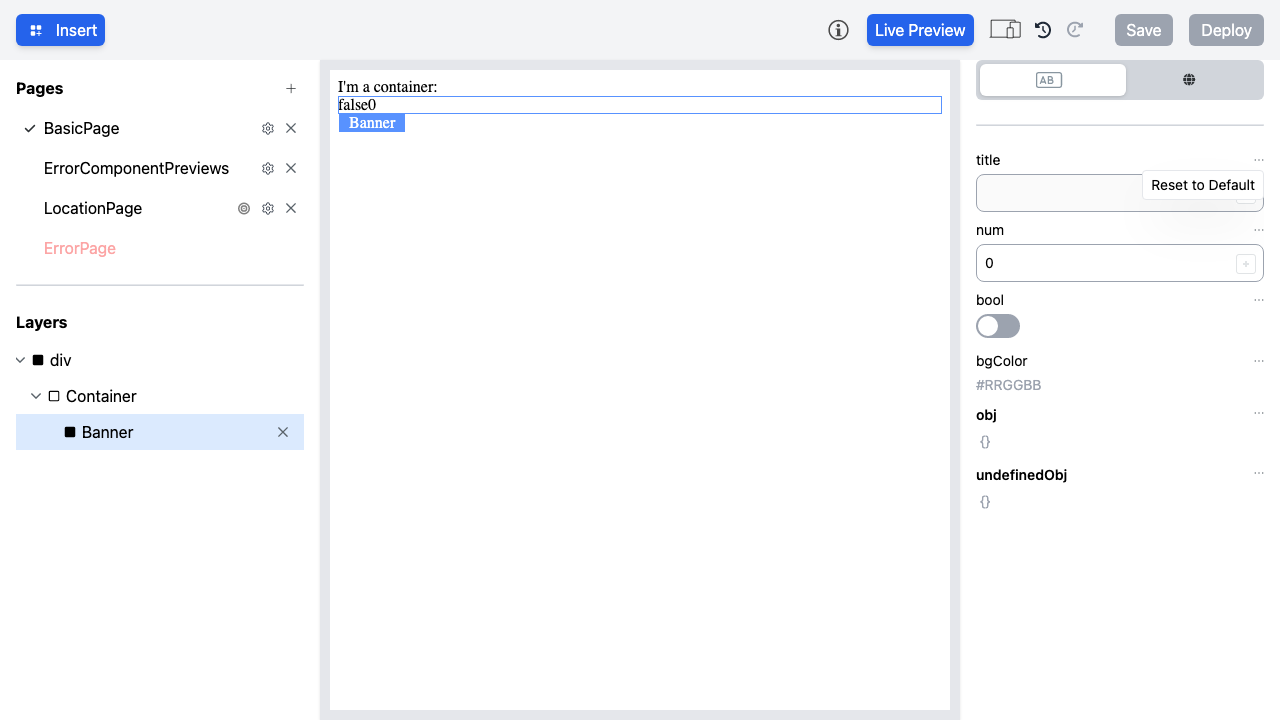 Insert
Live Preview
Save
Deploy
Pages
BasicPage
ErrorComponentPreviews
LocationPage
ErrorPage
Layers
div
Container
Banner
I'm a container:
false0
Banner
AB
title
Reset to Default
num
0
bool
bgColor
#RRGGBB
obj
{}
undefinedObj
{}